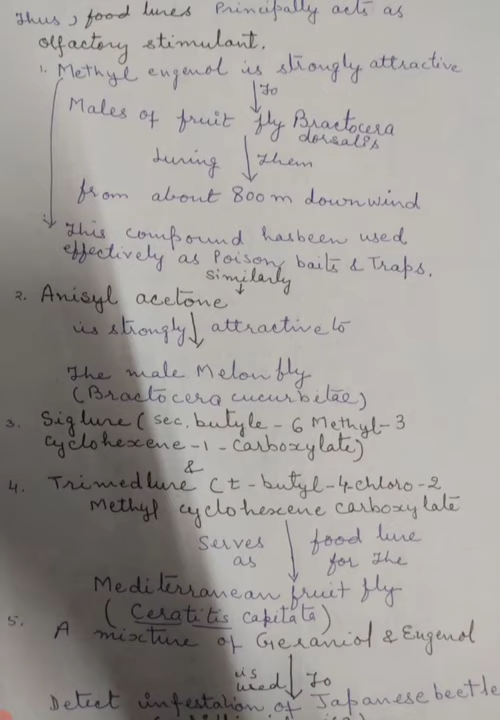 Thus, food lures Principally acts as
olfactory stimulant.
1. Methyl eugenol is strongly attractive
To
Males of fruit fly Bractocera
dorsalis
luring Them
from about 800 m downwind
This compound hasbeen used
effectively as Poison, baits & Traps.
Similarly
2. Anisyl acetone
is strongly attractive to
The male Melon fly
(Bractocera cucurbitae)
3. Siglure (sec. butyle - 6 Methyl-3
cyclohexene-1-carboxylate)
&
4. Trimedlure (t-butyl-4-chloro-2
Methyl cyclohexene carboxylate
Serves food lure
as for the
Mediterranean fruit fly
(Ceratitis capitata)
5. A mixture of Geraniol & Eugenol
is To
used
Detect infestation of Japanese beetle